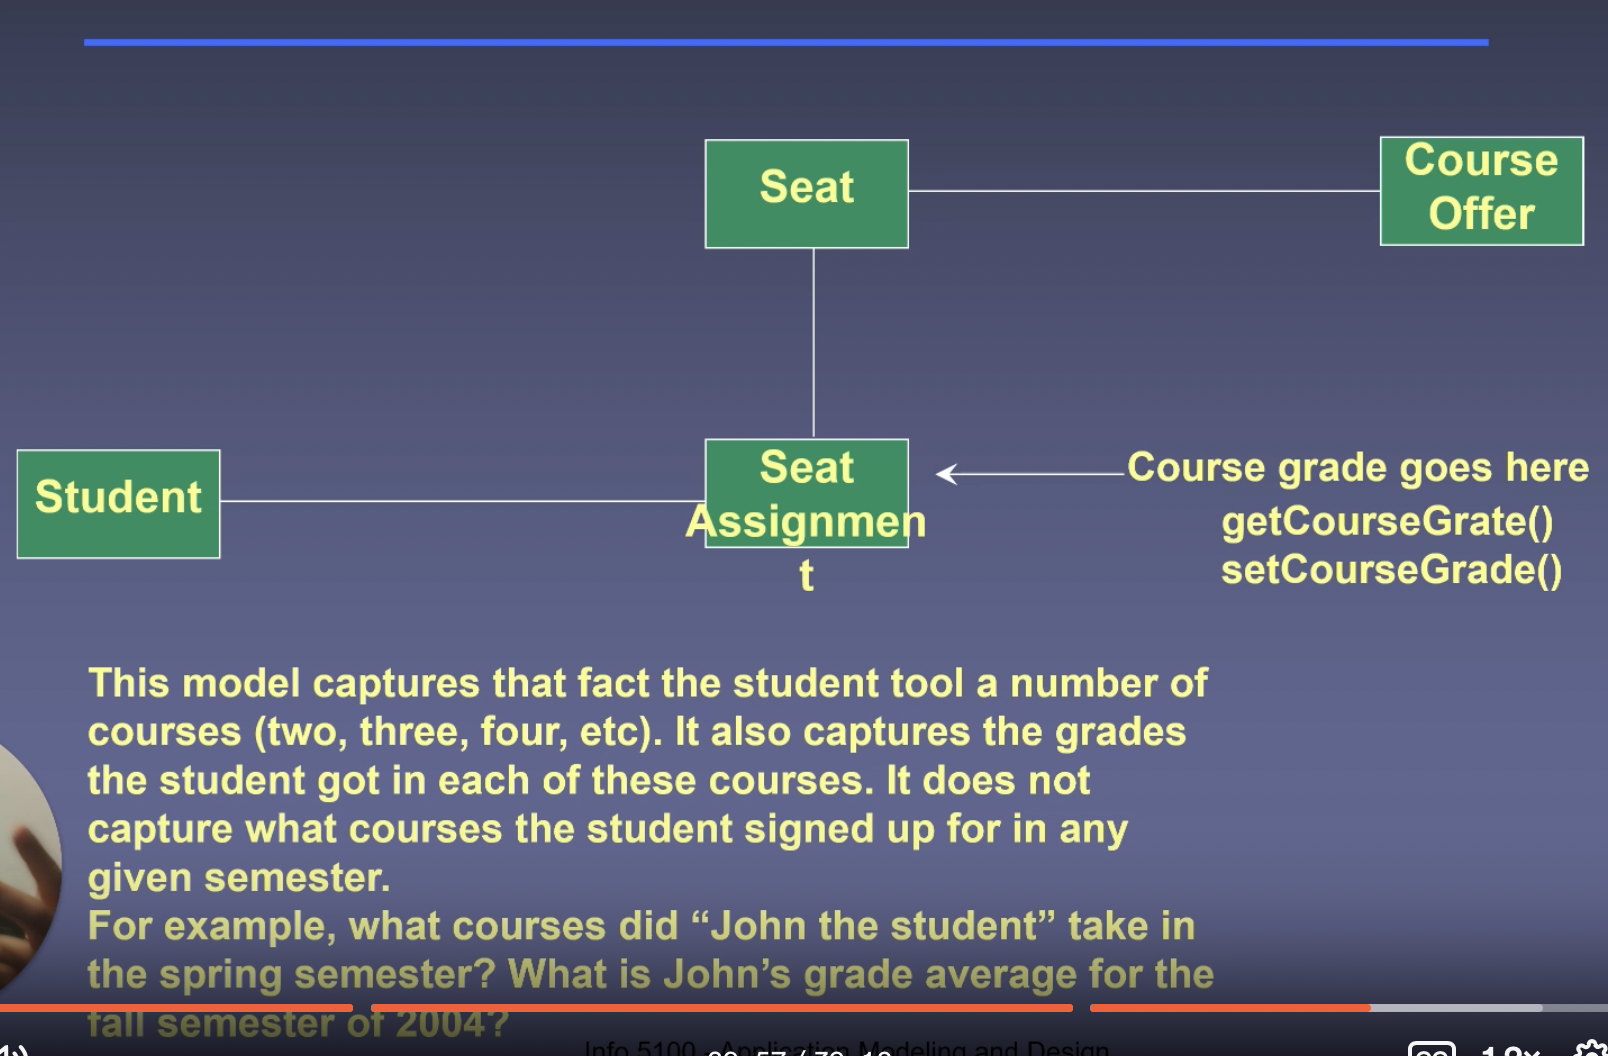 Seat
Course
Offer
Student
Seat
Assignmen
t
Course grade goes here
getCourseGrate()
setCourseGrade()
This model captures that fact the student tool a number of
courses (two, three, four, etc). It also captures the grades
the student got in each of these courses. It does not
capture what courses the student signed up for in any
given semester.
For example, what courses did “John the student” take in
the spring semester? What is John’s grade average for the
fall semester of 2004?
Info 5100 Application Modeling and Design